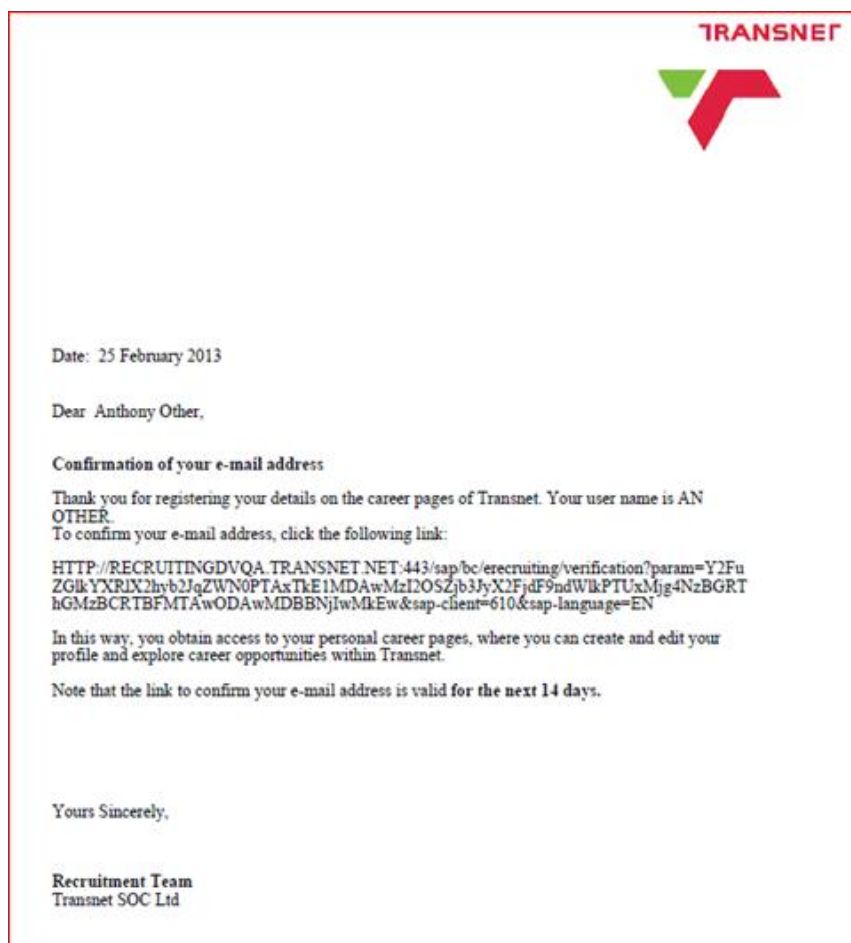 TRANSNET
Date: 25 February 2013
Dear Anthony Other,
Confirmation of your e-mail address
Thank you for registering your details on the career pages of Transnet. Your user name is AN
OTHER.
To confirm your e-mail address, click the following link:
HTTP://RECRUITINGDVQA.TRANSNET.NET:443/sap/bc/erecruiting/verification?param=Y2Fu
ZGlkYXRlX2hyb2JqZWN0PTAxTkE1MDAwMzI2OSZjb3JyX2FjdF9ndWlkPTUxMjg4NzBGRT
hGMzBCRTBFMTAwODAwMDBBNjIwMkEw&sap-client=610&sap-language=EN
In this way, you obtain access to your personal career pages, where you can create and edit your
profile and explore career opportunities within Transnet.
Note that the link to confirm your e-mail address is valid for the next 14 days.
Yours Sincerely,
Recruitment Team
Transnet SOC Ltd